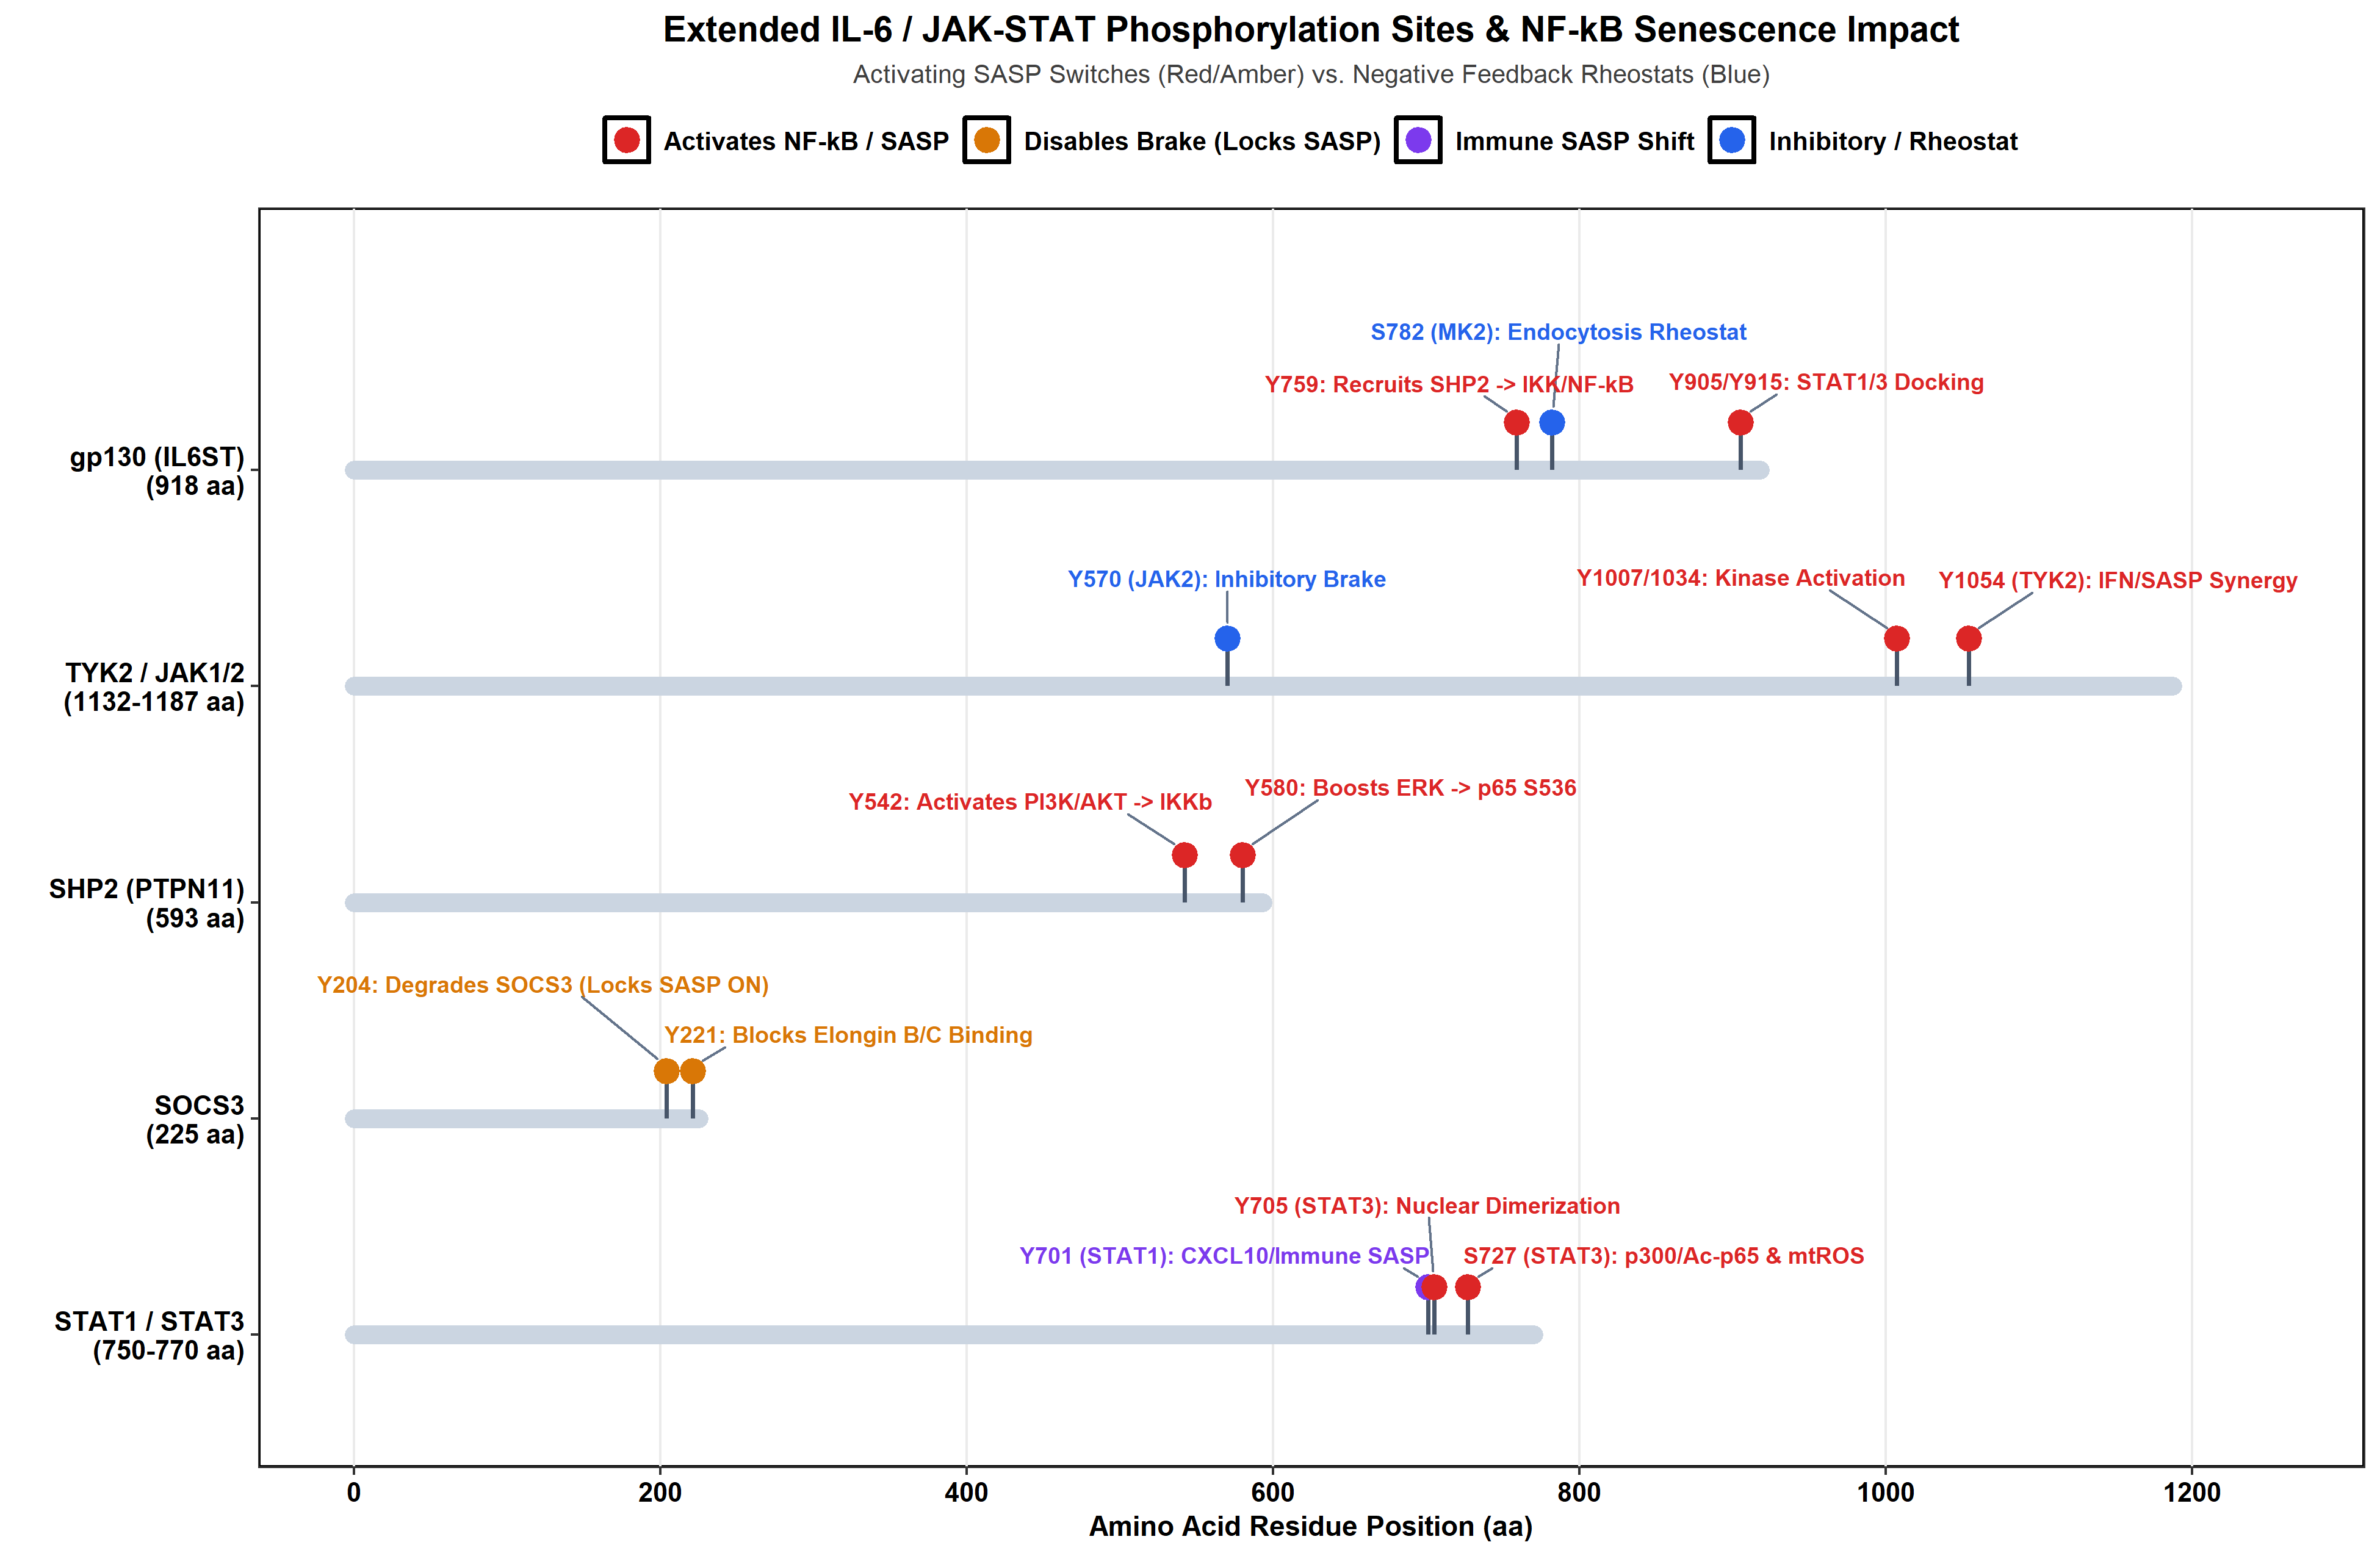 Extended IL-6 / JAK-STAT Phosphorylation Sites & NF-kB Senescence Impact
Activating SASP Switches (Red/Amber) vs. Negative Feedback Rheostats (Blue)
Activates NF-kB / SASP
Disables Brake (Locks SASP)
Immune SASP Shift
Inhibitory / Rheostat
gp130 (IL6ST)
(918 aa)
S782 (MK2): Endocytosis Rheostat
Y759: Recruits SHP2 -> IKK/NF-kB
Y905/Y915: STAT1/3 Docking
TYK2 / JAK1/2
(1132-1187 aa)
Y570 (JAK2): Inhibitory Brake
Y1007/1034: Kinase Activation
Y1054 (TYK2): IFN/SASP Synergy
SHP2 (PTPN11)
(593 aa)
Y542: Activates PI3K/AKT -> IKKb
Y580: Boosts ERK -> p65 S536
SOCS3
(225 aa)
Y204: Degrades SOCS3 (Locks SASP ON)
Y221: Blocks Elongin B/C Binding
STAT1 / STAT3
(750-770 aa)
Y705 (STAT3): Nuclear Dimerization
Y701 (STAT1): CXCL10/Immune SASP
S727 (STAT3): p300/Ac-p65 & mtROS
0
200
400
600
800
1000
1200
Amino Acid Residue Position (aa)